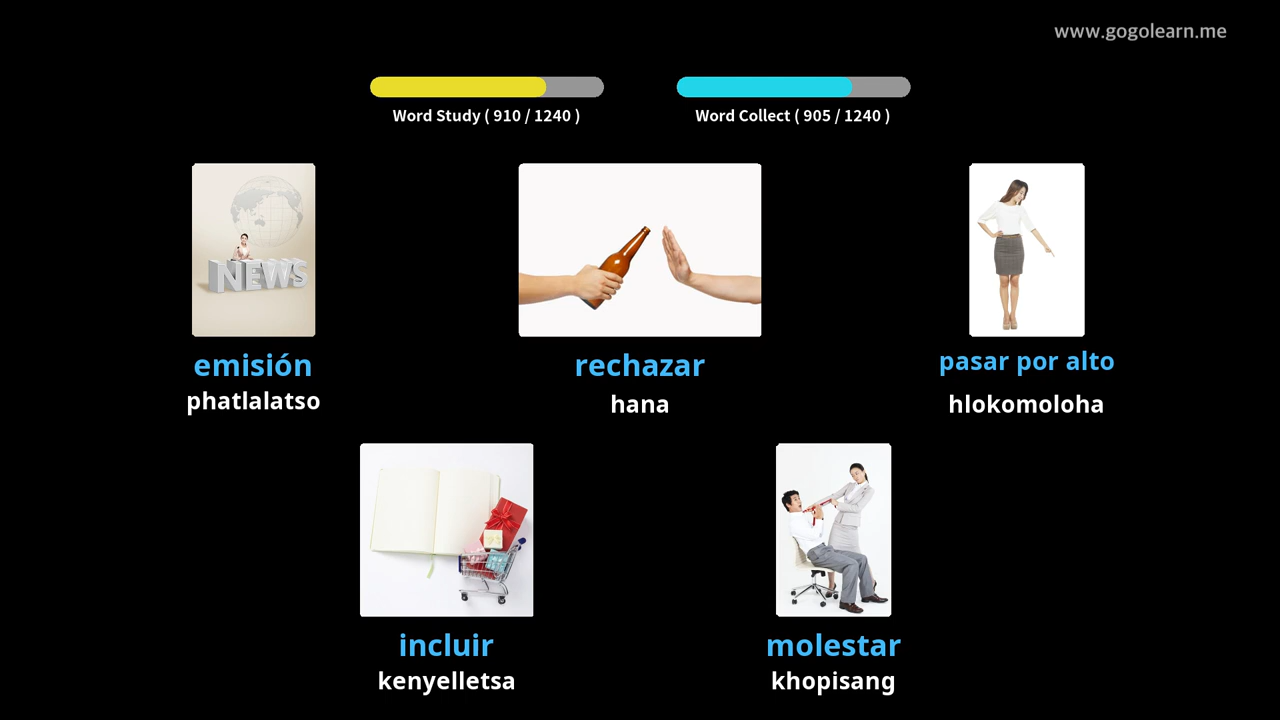 www.gogolearn.me
Word Study ( 910 / 1240 )
Word Collect ( 905 / 1240 )
NEWS
emisión
phatlalatso
rechazar
hana
pasar por alto
hlokomoloha
incluir
kenyelletsa
molestar
khopisang